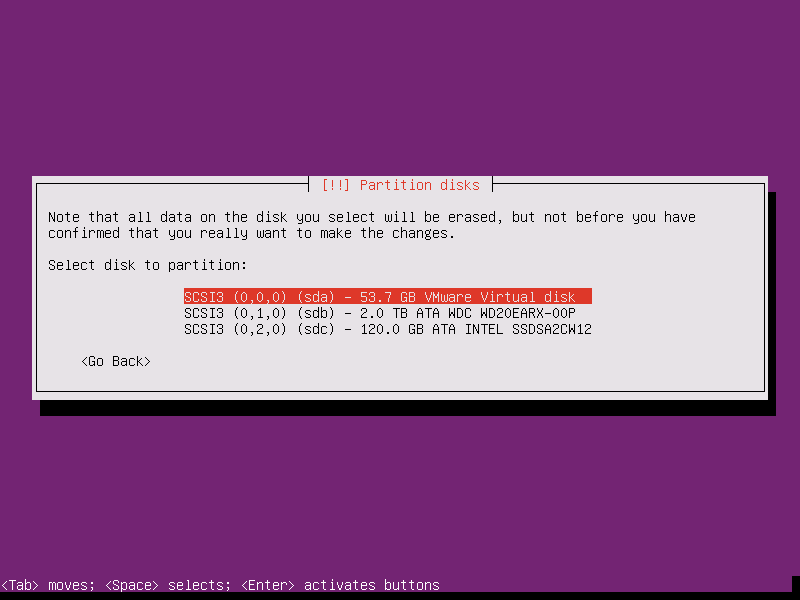 [!!] Partition disks
Note that all data on the disk you select will be erased, but not before you have
confirmed that you really want to make the changes.
Select disk to partition:
SCSI3 (0,0,0) (sda) - 53.7 GB VMware Virtual disk
SCSI3 (0,1,0) (sdb) - 2.0 TB ATA WDC WD20EARX-00P
SCSI3 (0,2,0) (sdc) - 120.0 GB ATA INTEL SSDSA2CW12
<Go Back>
<Tab> moves; <Space> selects; <Enter> activates buttons